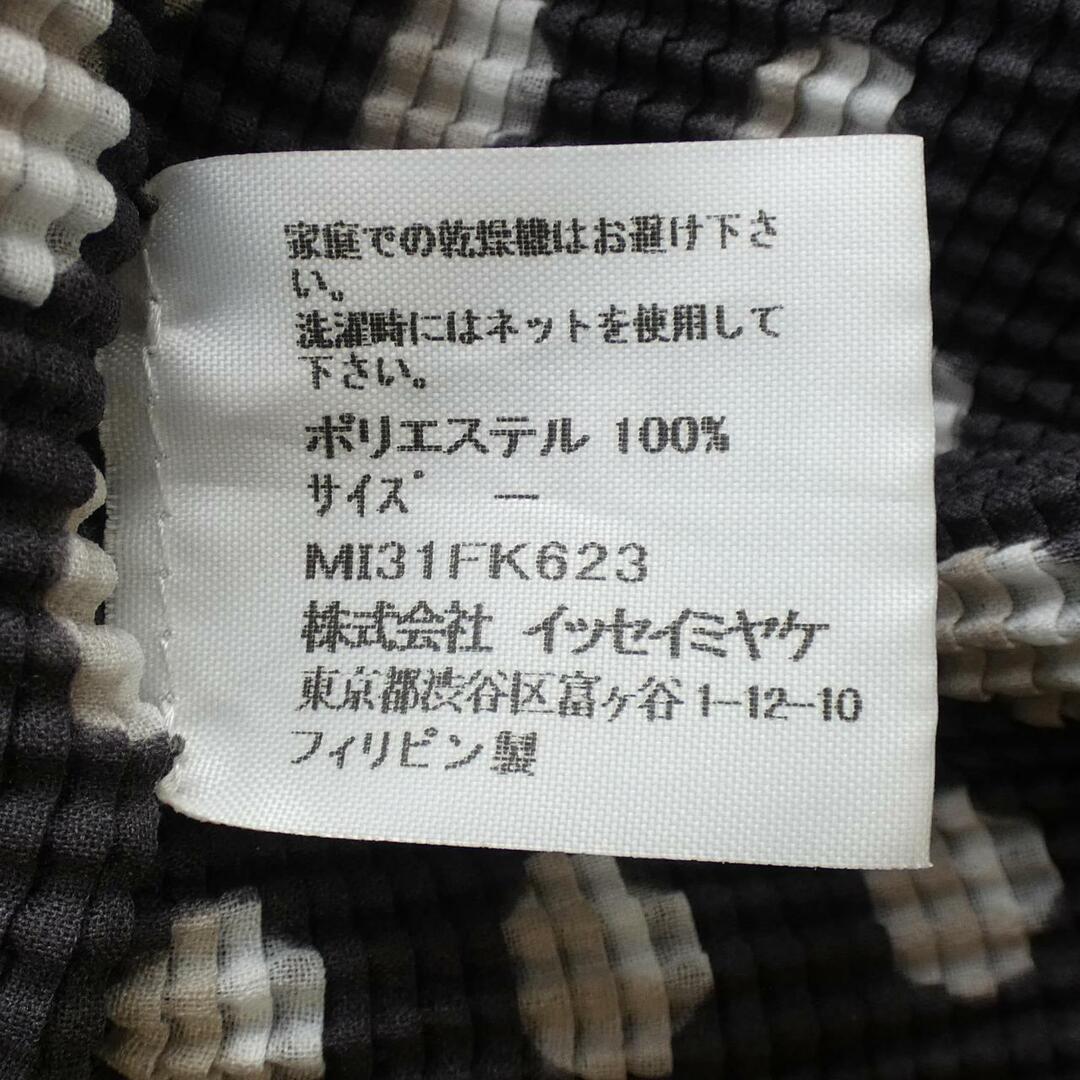 家庭での乾燥機はお避け下さ
い。
洗濯時にはネットを使用して
下さい。
ポリエステル 100%
サイズ ―
MI31FK623
株式会社 イッセイミヤケ
東京都渋谷区富ヶ谷1-12-10
フィリピン製